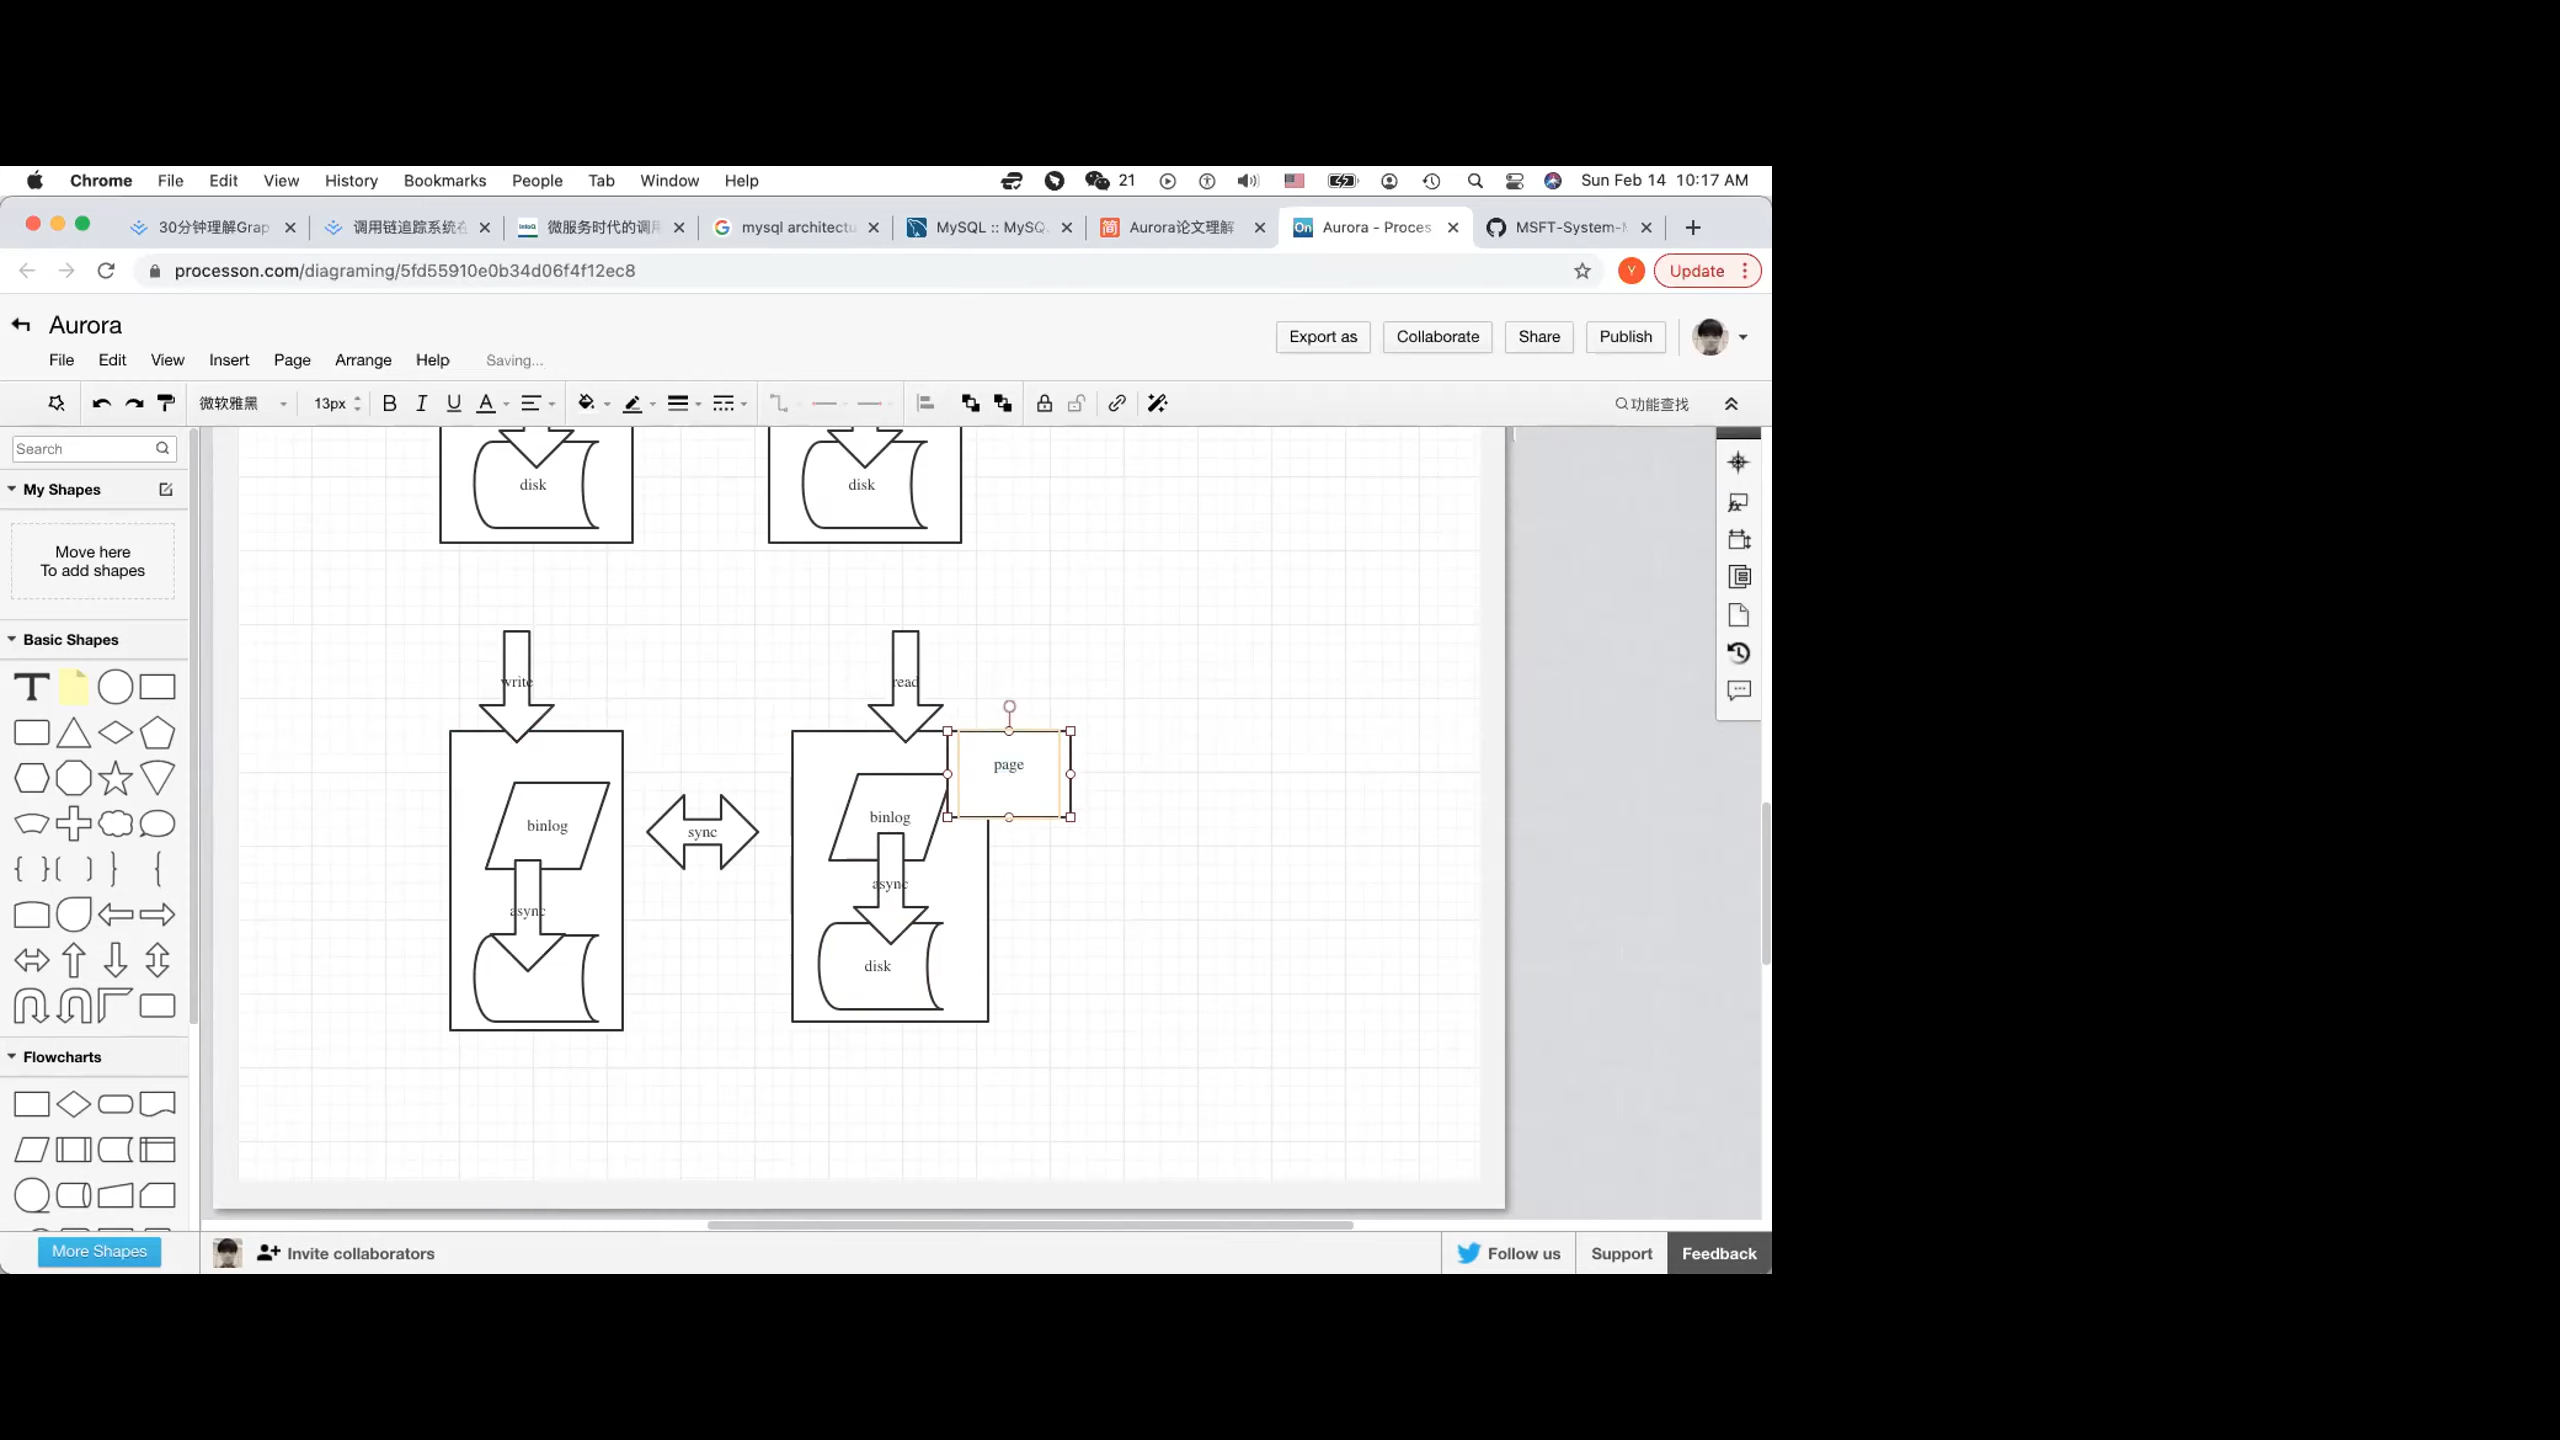 Chrome File Edit View History Bookmarks People Tab Window Help 21 Sun Feb 14 10:17 AM
30分钟理解Grap 调用链追踪系统在 InfoQ 微服务时代的调用 mysql architectu MySQL :: MySQ Aurora论文理解 On Aurora - Proces MSFT-System-
processon.com/diagraming/5fd55910e0b34d06f4f12ec8 Y Update
Aurora
Export as Collaborate Share Publish
File Edit View Insert Page Arrange Help Saving...
微软雅黑 13px B I U A 功能查找
Search
My Shapes
Move here
To add shapes
Basic Shapes
T
Flowcharts
More Shapes
disk disk
write read
page
binlog sync binlog
async async
disk
Invite collaborators
Follow us Support Feedback